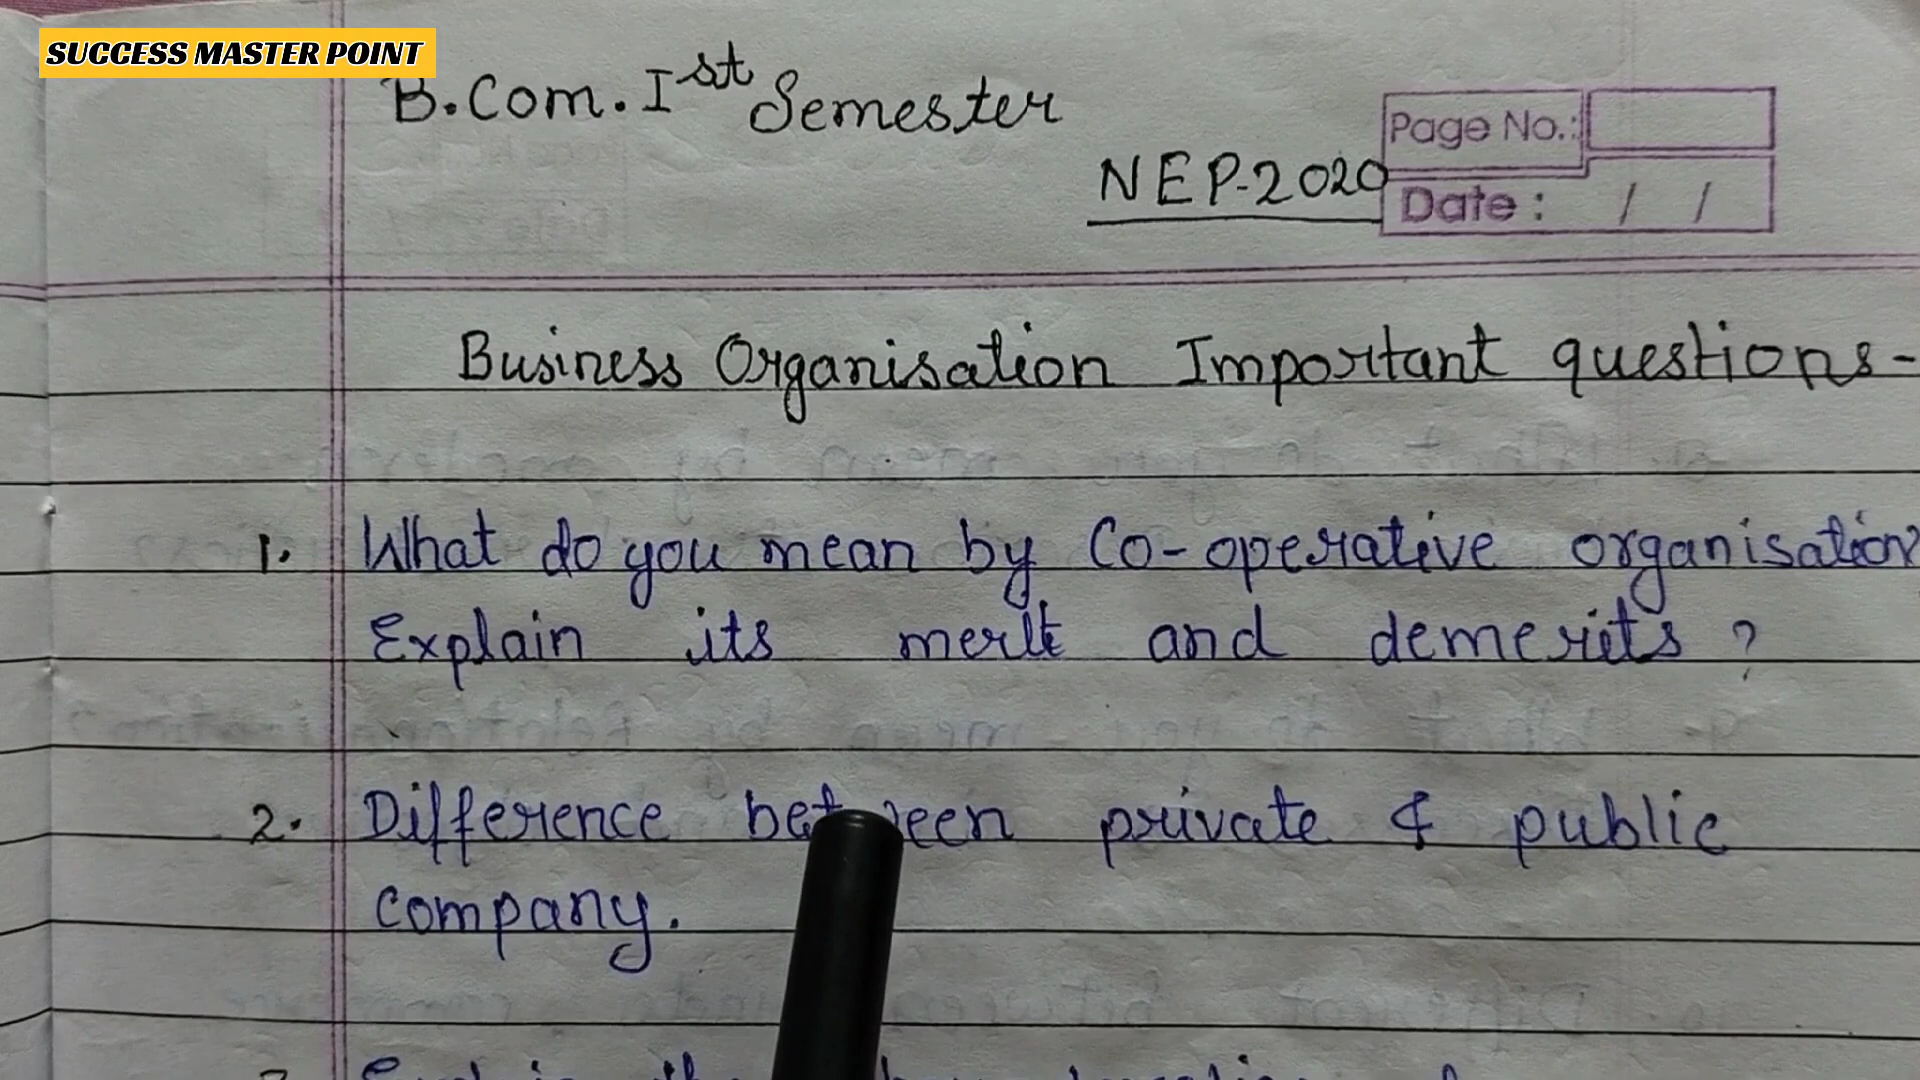 SUCCESS MASTER POINT
B.Com. Ist Semester
Page No.:
NEP-2020
Date : / /
Business Organisation Important questions-
1. What do you mean by Co-operative organisation?
Explain its merit and demerits ?
2. Difference between private & public
company.